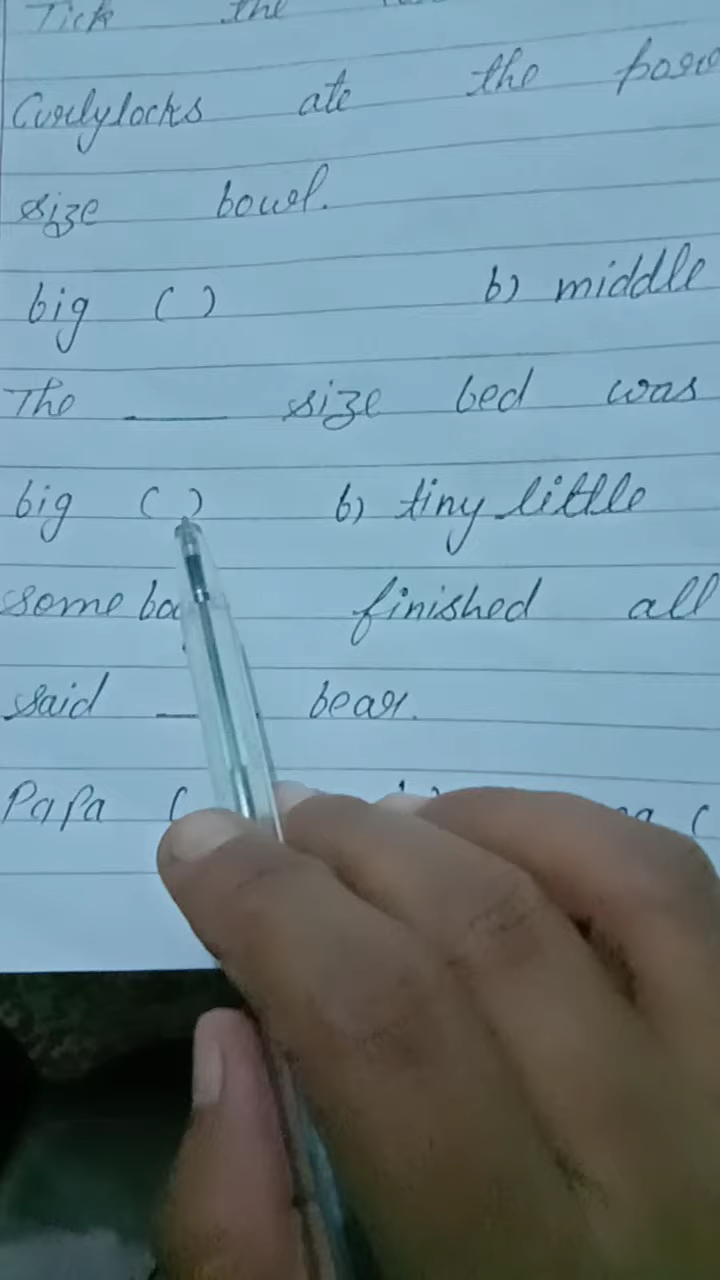 Tick the
Curlylocks ate the
size bowl.
big ( ) b) middle
The ____ size bed was
big ( ) b) tiny little
finished all
said bear.
Papa (